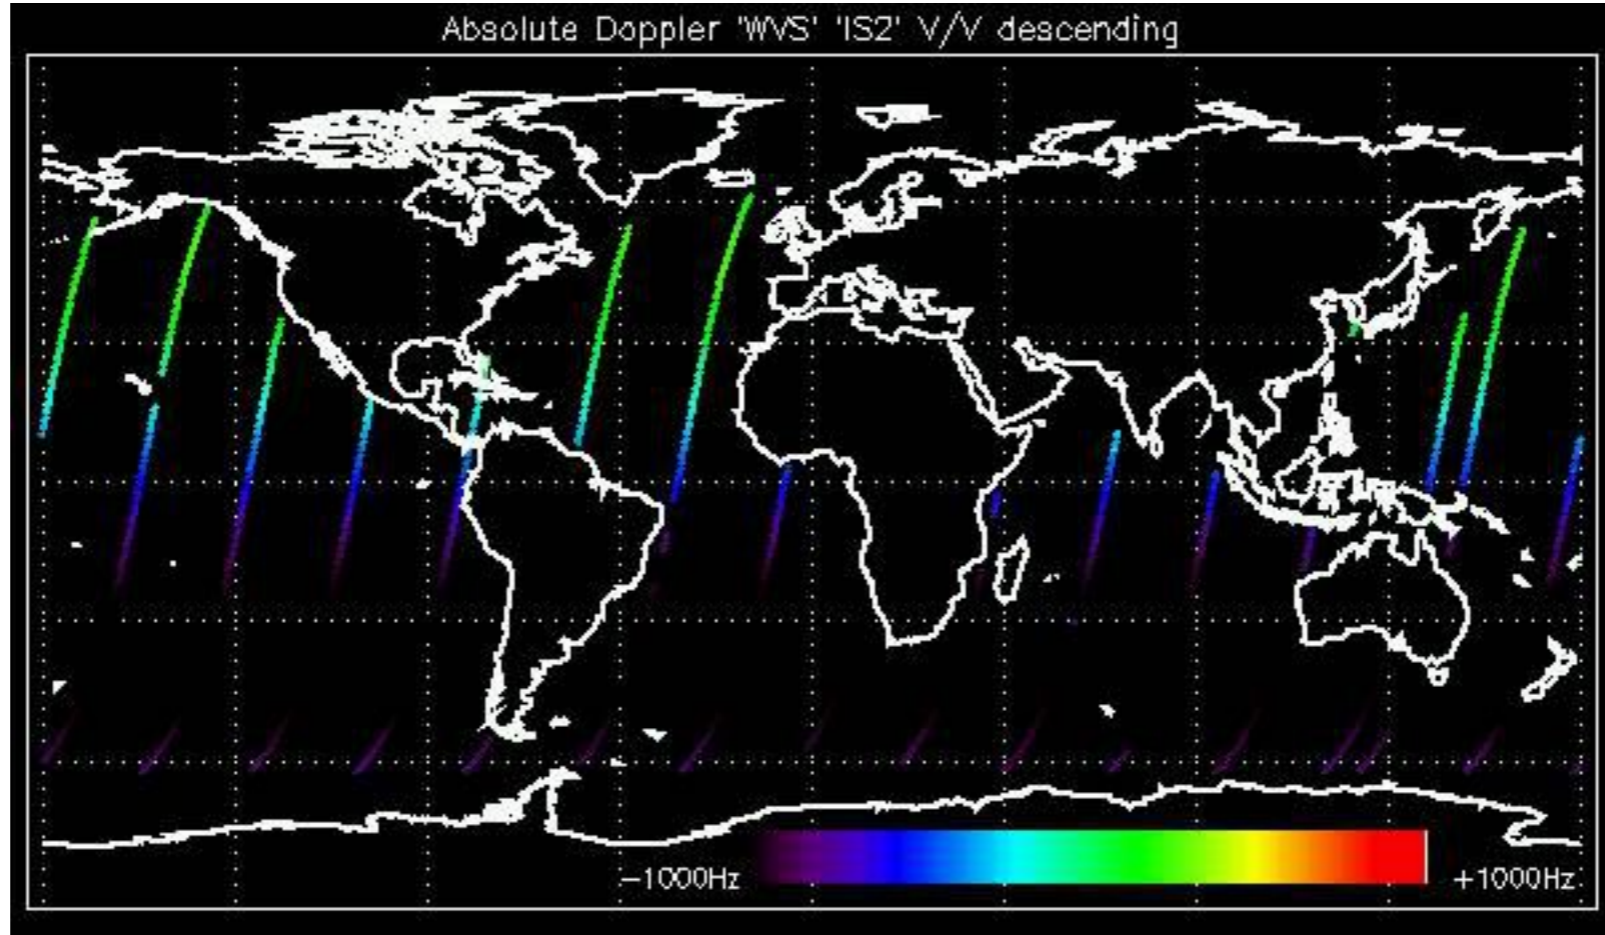 Absolute Doppler 'WVS' 'IS2' V/V descending
−1000Hz
+1000Hz